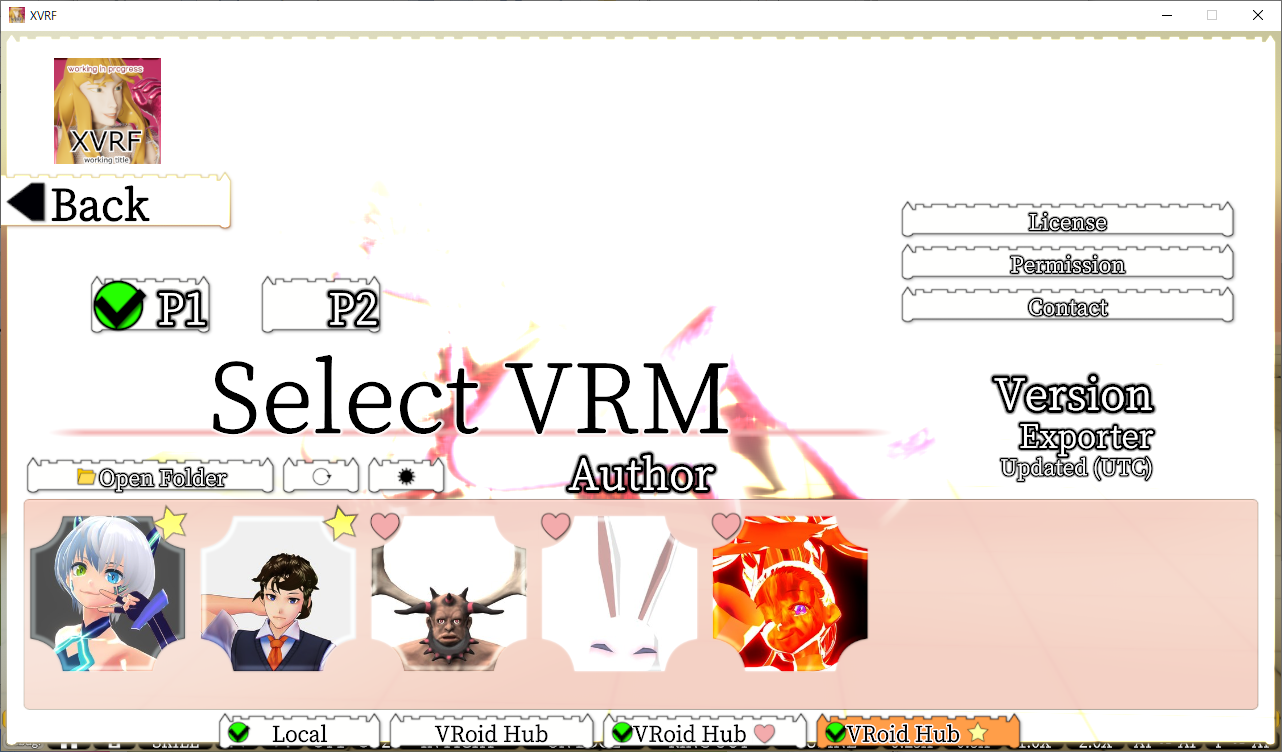 XVRF
working in progress
XVRF
working title
Back
License
Permission
Contact
P1
P2
Select VRM
Version
Exporter
Updated (UTC)
Open Folder
Author
Local
VRoid Hub
VRoid Hub
VRoid Hub